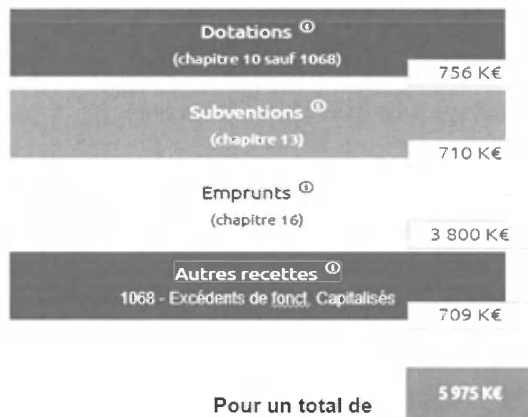 Dotations ⓘ
(chapitre 10 sauf 1068)
756 K€
Subventions ⓘ
(chapitre 13)
710 K€
Emprunts ⓘ
(chapitre 16)
3 800 K€
Autres recettes ⓘ
1068 - Excédents de fonct. Capitalisés
709 K€
Pour un total de
5 975 K€